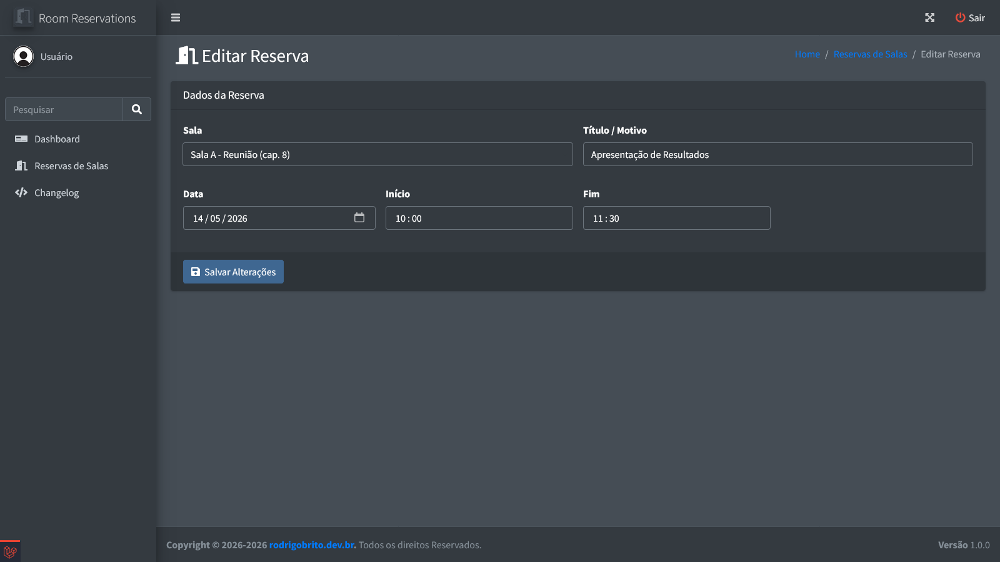 Room Reservations
Sair
Usuário
Editar Reserva
Home / Reservas de Salas / Editar Reserva
Pesquisar
Dashboard
Reservas de Salas
Changelog
Dados da Reserva
Sala
Título / Motivo
Sala A - Reunião (cap. 8)
Apresentação de Resultados
Data
Início
Fim
14 / 05 / 2026
10 : 00
11 : 30
Salvar Alterações
Copyright © 2026-2026 rodrigobrito.dev.br. Todos os direitos Reservados.
Versão 1.0.0